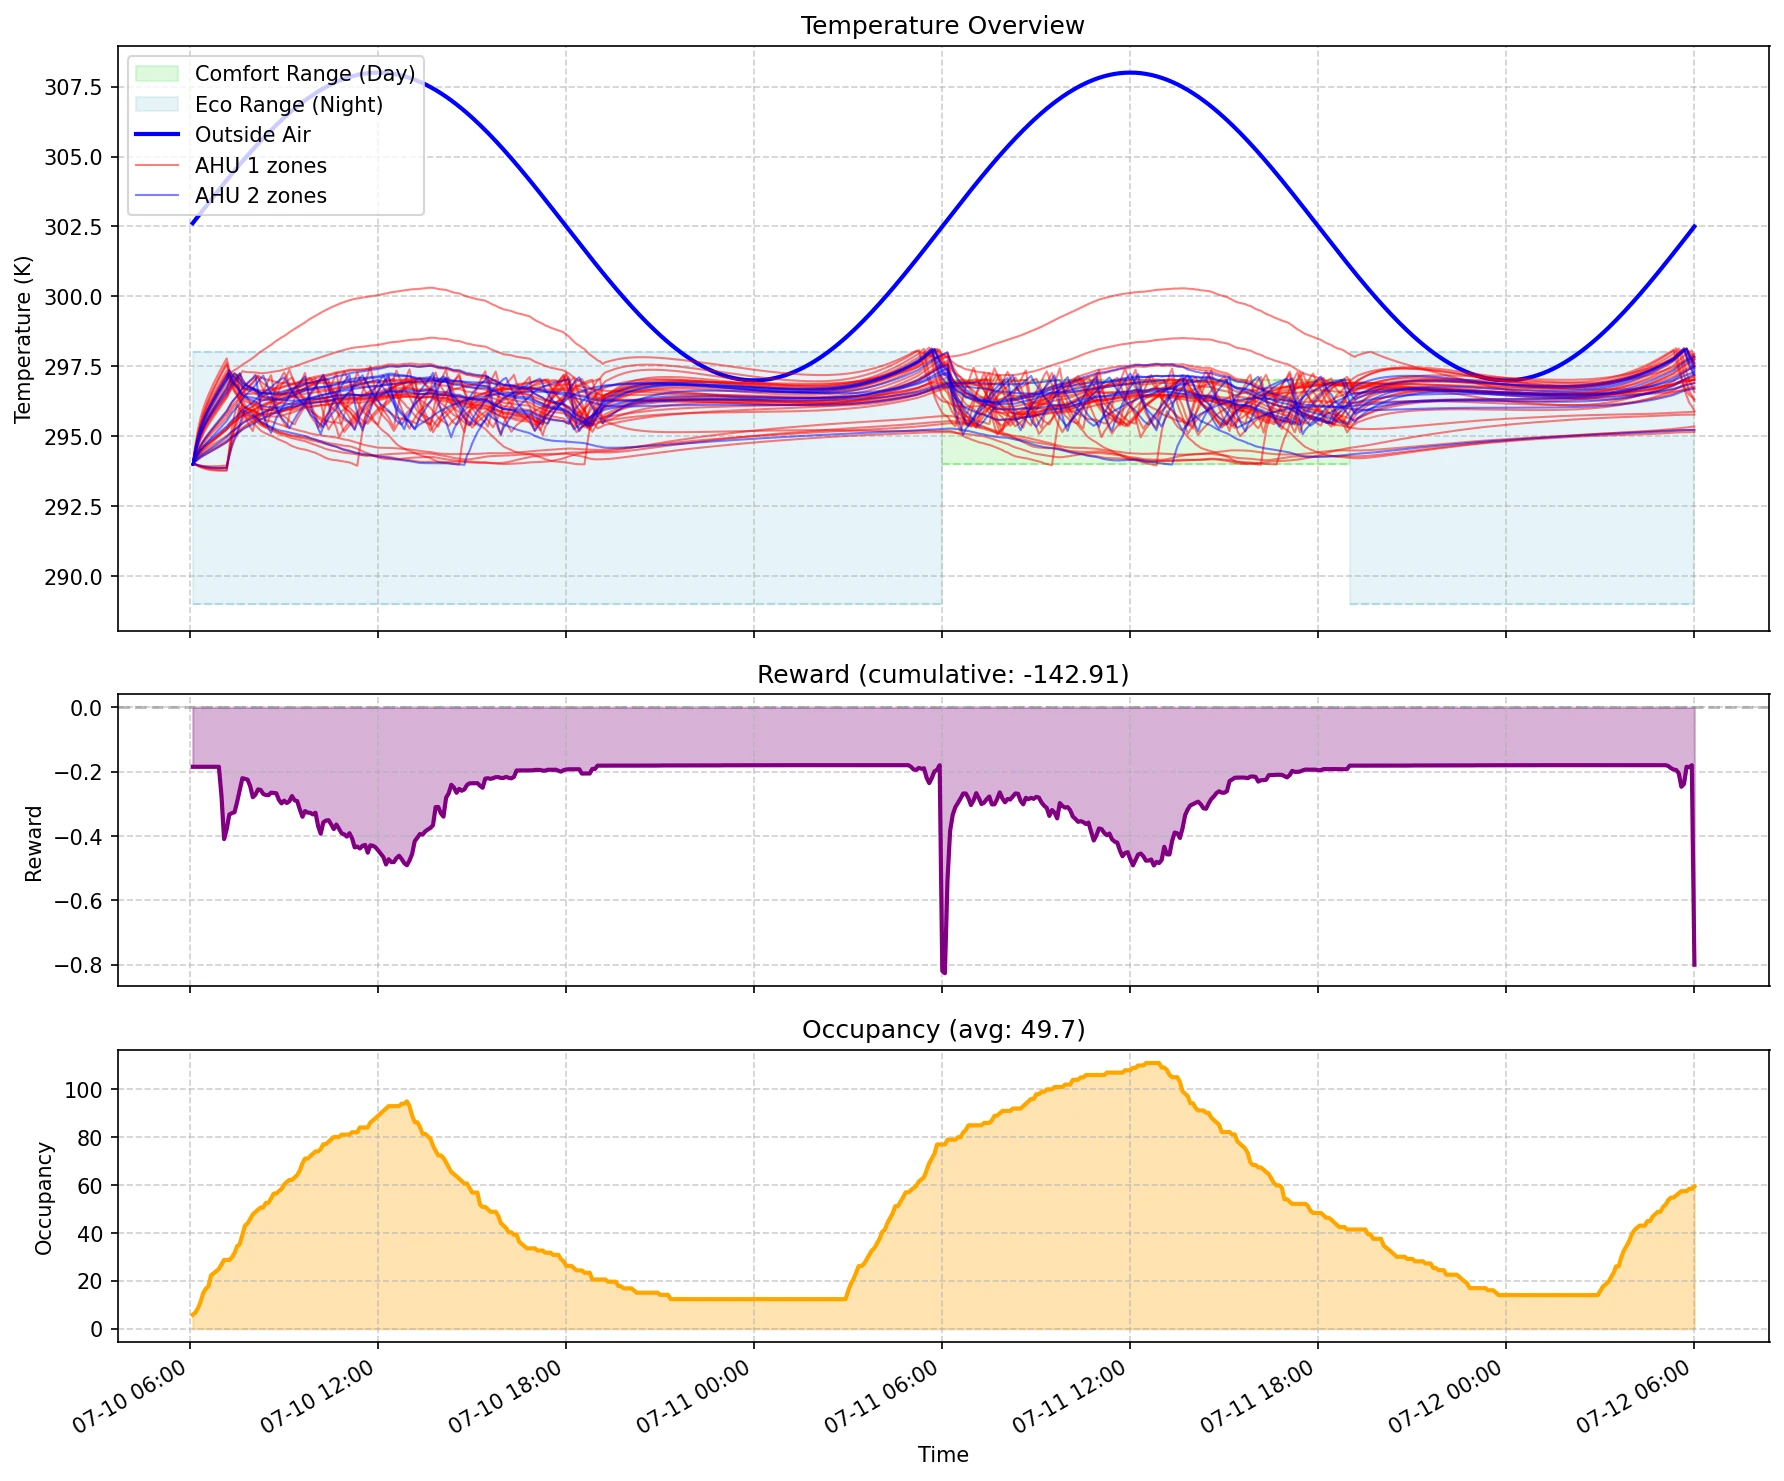 Temperature Overview
Comfort Range (Day)
Eco Range (Night)
Outside Air
AHU 1 zones
AHU 2 zones
Temperature (K)
307.5
305.0
302.5
300.0
297.5
295.0
292.5
290.0
Reward (cumulative: -142.91)
Reward
0.0
−0.2
−0.4
−0.6
−0.8
Occupancy (avg: 49.7)
Occupancy
100
80
60
40
20
0
07-10 06:00
07-10 12:00
07-10 18:00
07-11 00:00
07-11 06:00
07-11 12:00
07-11 18:00
07-12 00:00
07-12 06:00
Time